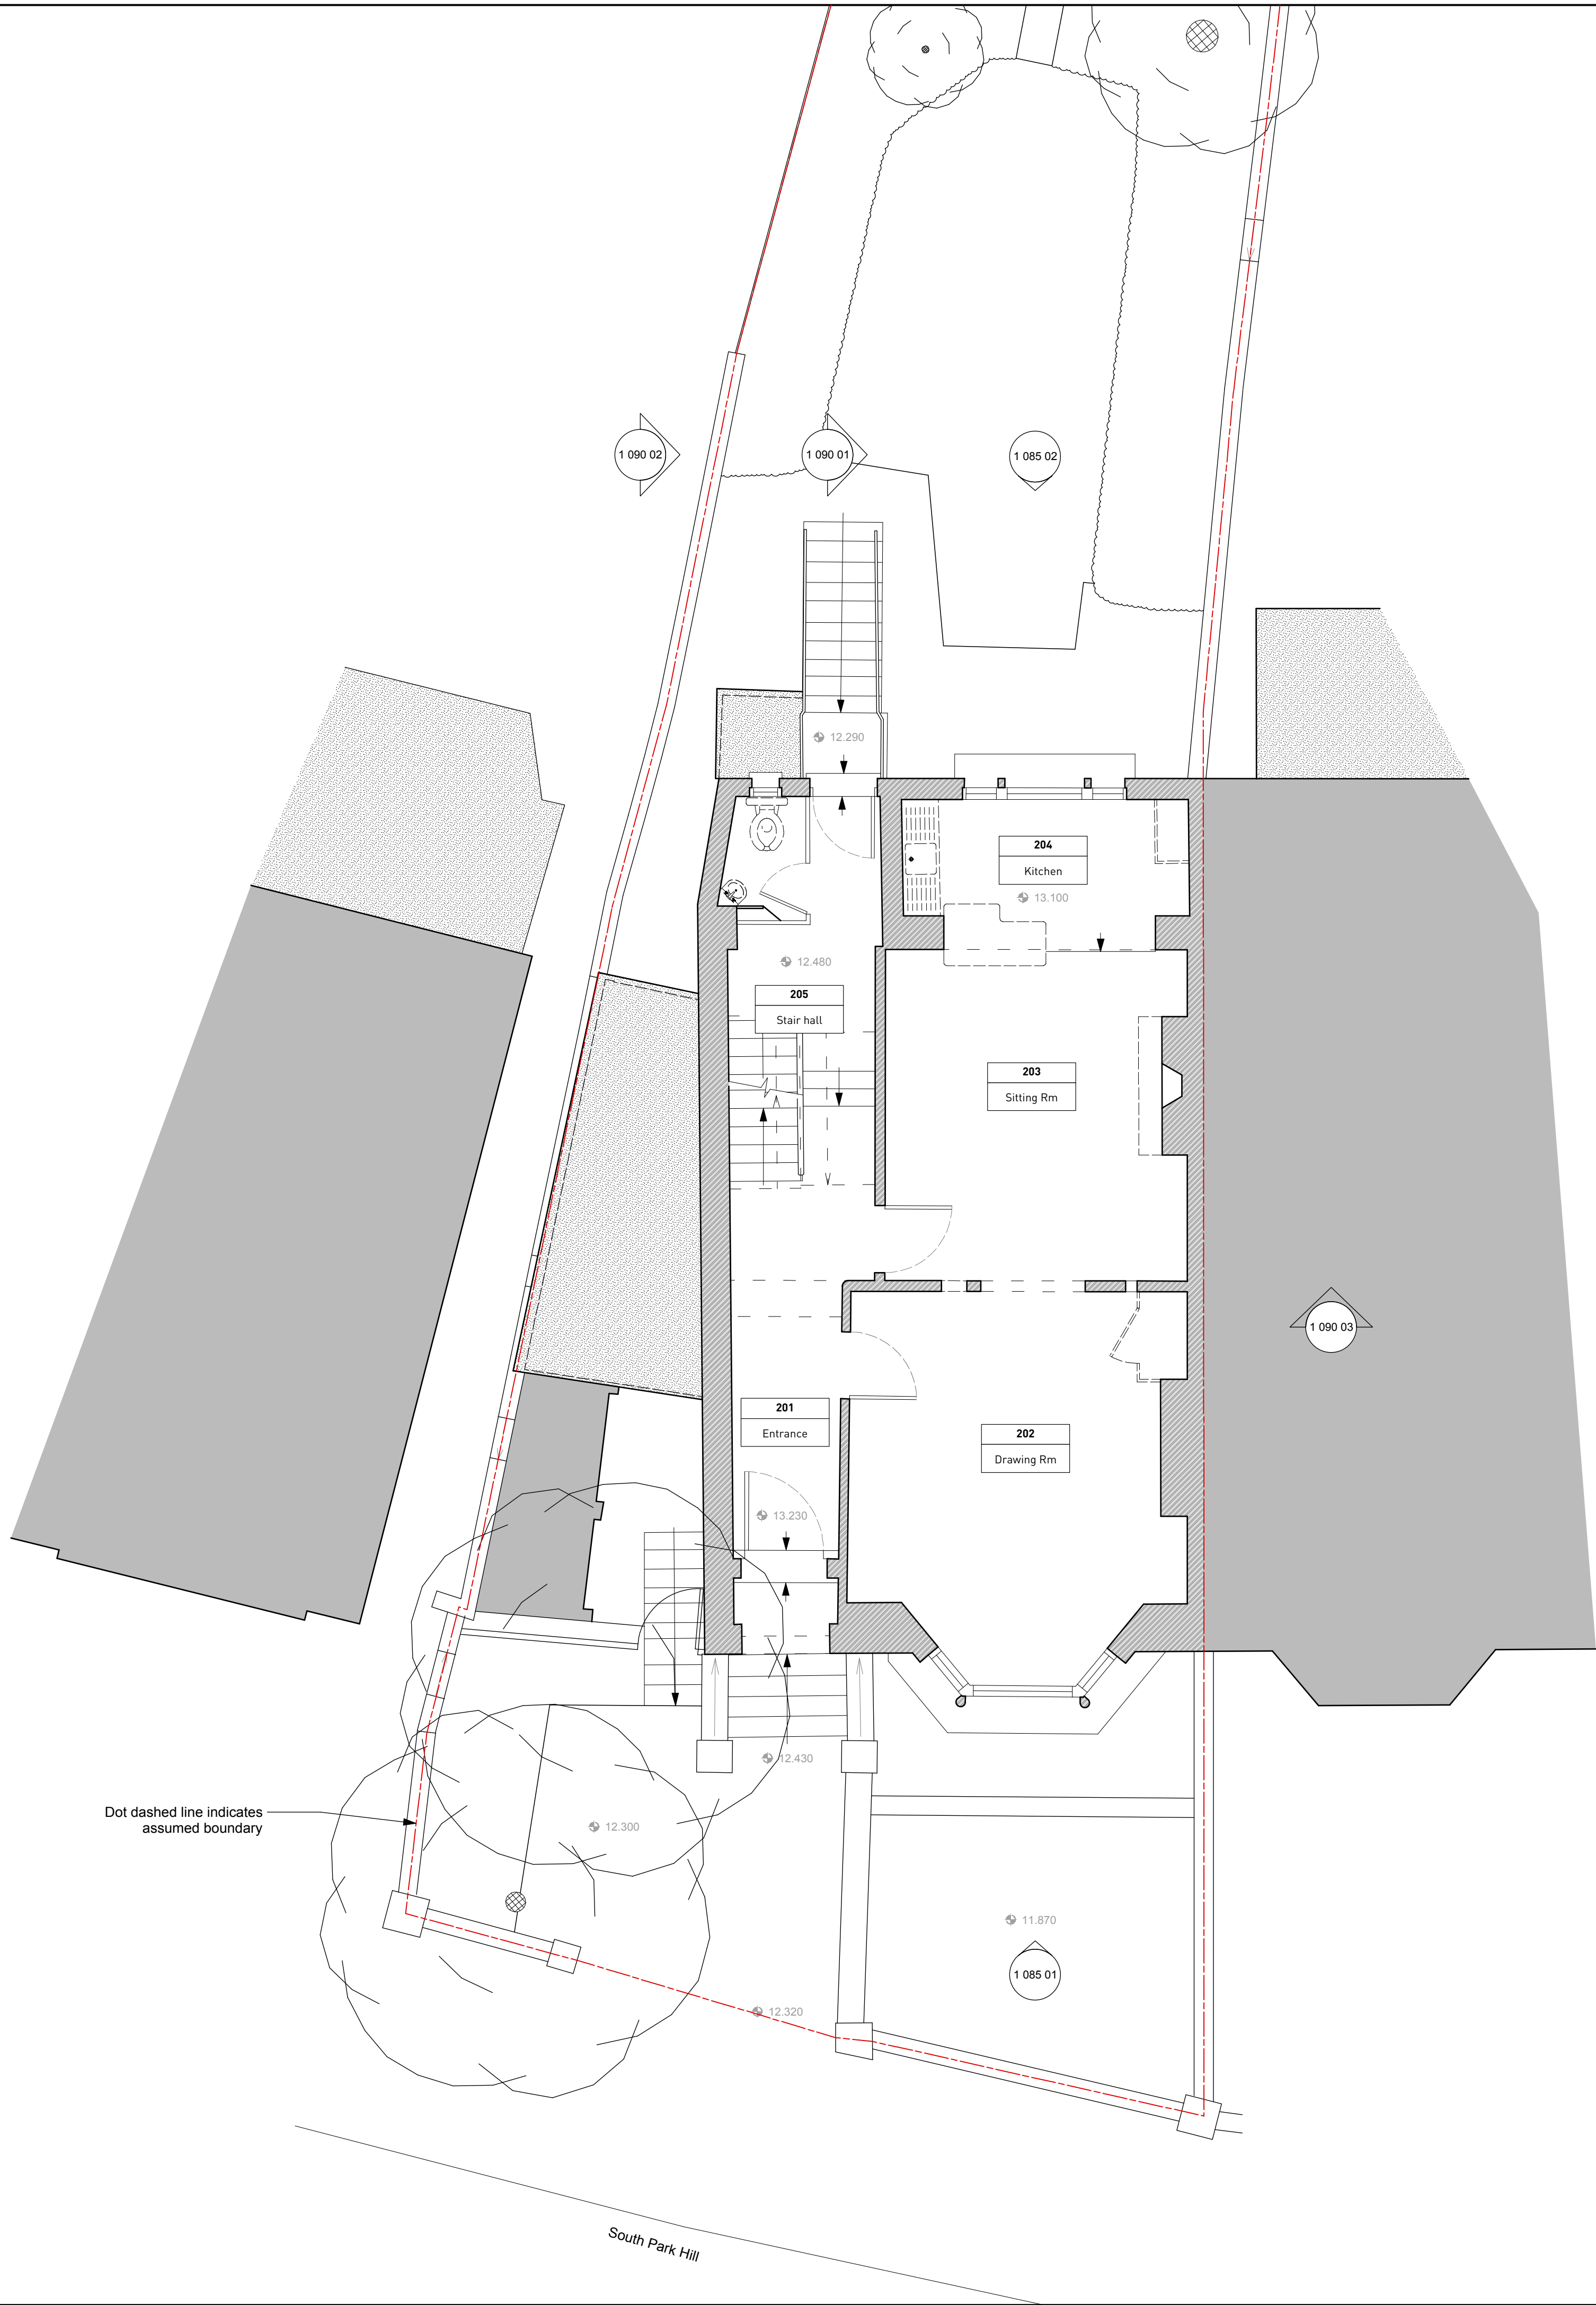 1 090 02
1 090 01
1 085 02
12.290
204
Kitchen
13.100
12.480
205
Stair hall
203
Sitting Rm
1 090 03
201
Entrance
202
Drawing Rm
13.230
12.430
Dot dashed line indicates
assumed boundary
12.300
11.870
1 085 01
12.320
South Park Hill